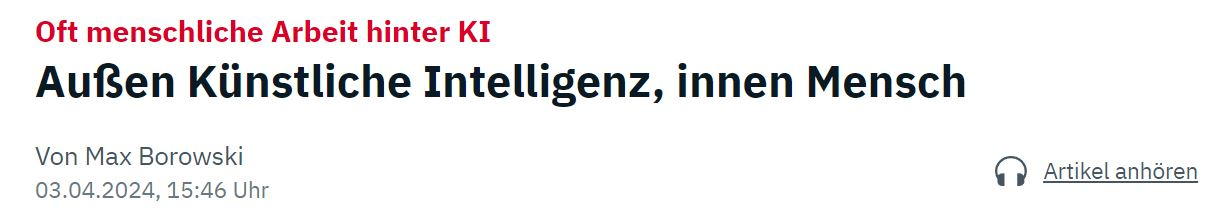 Oft menschliche Arbeit hinter KI
Außen Künstliche Intelligenz, innen Mensch
Von Max Borowski
03.04.2024, 15:46 Uhr
Artikel anhören